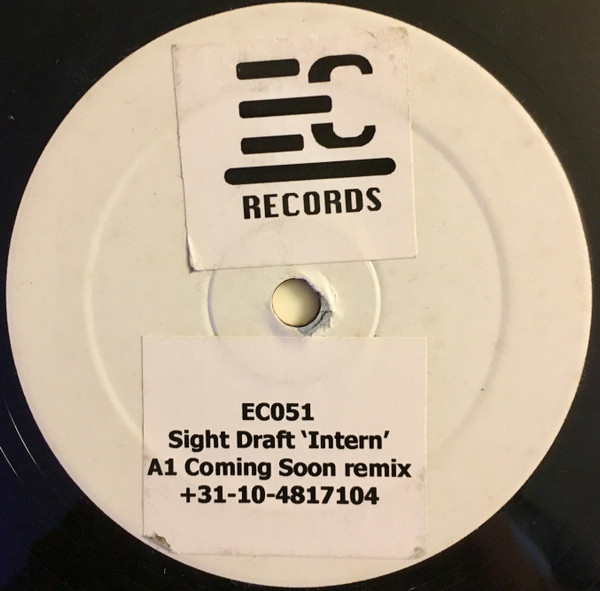 EC
RECORDS
EC051
Sight Draft ‘Intern’
A1 Coming Soon remix
+31-10-4817104